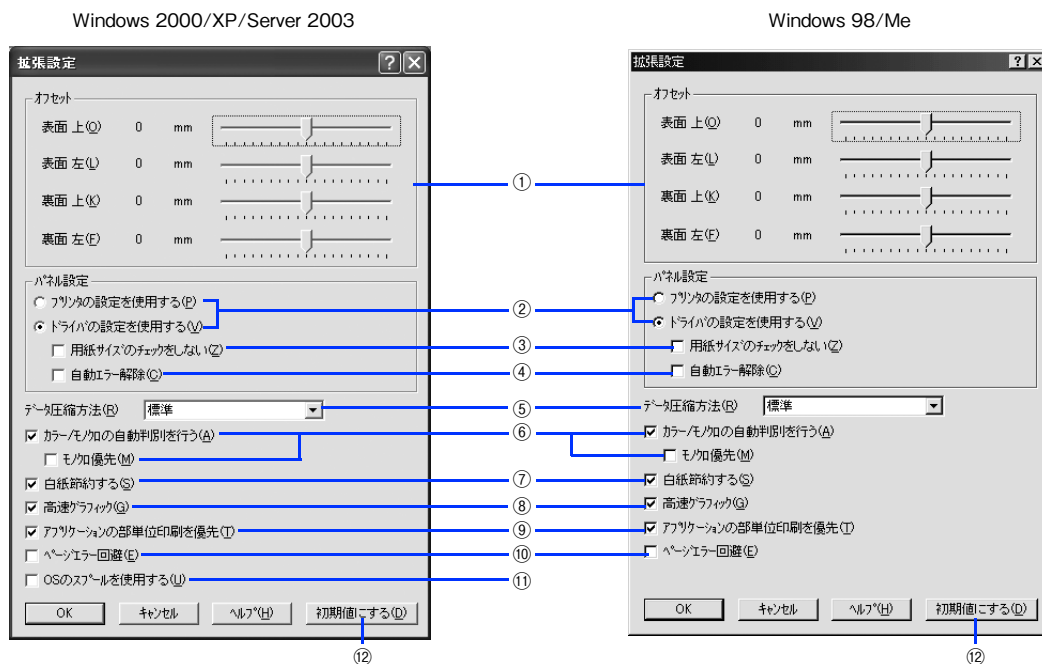 Windows 2000/XP/Server 2003
拡張設定
オフセット
表面 上(O) 0 mm
表面 左(L) 0 mm
裏面 上(K) 0 mm
裏面 左(F) 0 mm
パネル設定
プリンタの設定を使用する(P)
ドライバの設定を使用する(V)
用紙サイズのチェックをしない(Z)
自動エラー解除(C)
データ圧縮方法(R) 標準
カラー/モノクロの自動判別を行う(A)
モノクロ優先(M)
白紙節約する(S)
高速グラフィック(G)
アプリケーションの部単位印刷を優先(T)
ページエラー回避(E)
OSのスプールを使用する(U)
OK キャンセル ヘルプ(H) 初期値にする(D)
⑫
①
②
③
④
⑤
⑥
⑦
⑧
⑨
⑩
⑪
Windows 98/Me
拡張設定
オフセット
表面 上(O) 0 mm
表面 左(L) 0 mm
裏面 上(K) 0 mm
裏面 左(F) 0 mm
パネル設定
プリンタの設定を使用する(P)
ドライバの設定を使用する(V)
用紙サイズのチェックをしない(Z)
自動エラー解除(C)
データ圧縮方法(R) 標準
カラー/モノクロの自動判別を行う(A)
モノクロ優先(M)
白紙節約する(S)
高速グラフィック(G)
アプリケーションの部単位印刷を優先(T)
ページエラー回避(E)
OK キャンセル ヘルプ(H) 初期値にする(D)
⑫